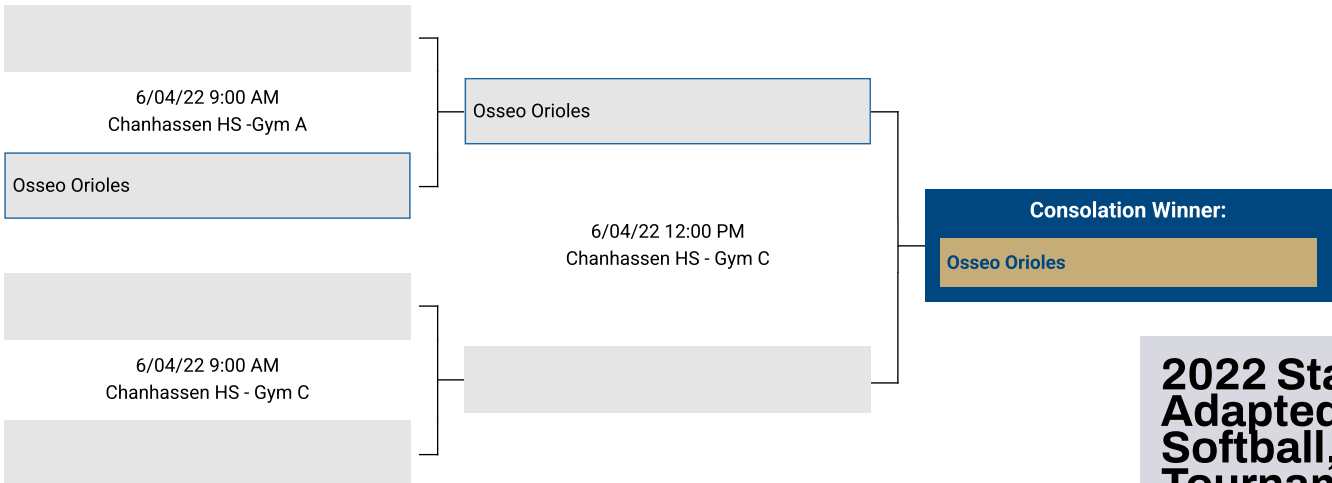 6/04/22 9:00 AM
Chanhassen HS -Gym A
Osseo Orioles
Osseo Orioles
6/04/22 12:00 PM
Chanhassen HS - Gym C
Consolation Winner:
Osseo Orioles
6/04/22 9:00 AM
Chanhassen HS - Gym C
2022
Softball,